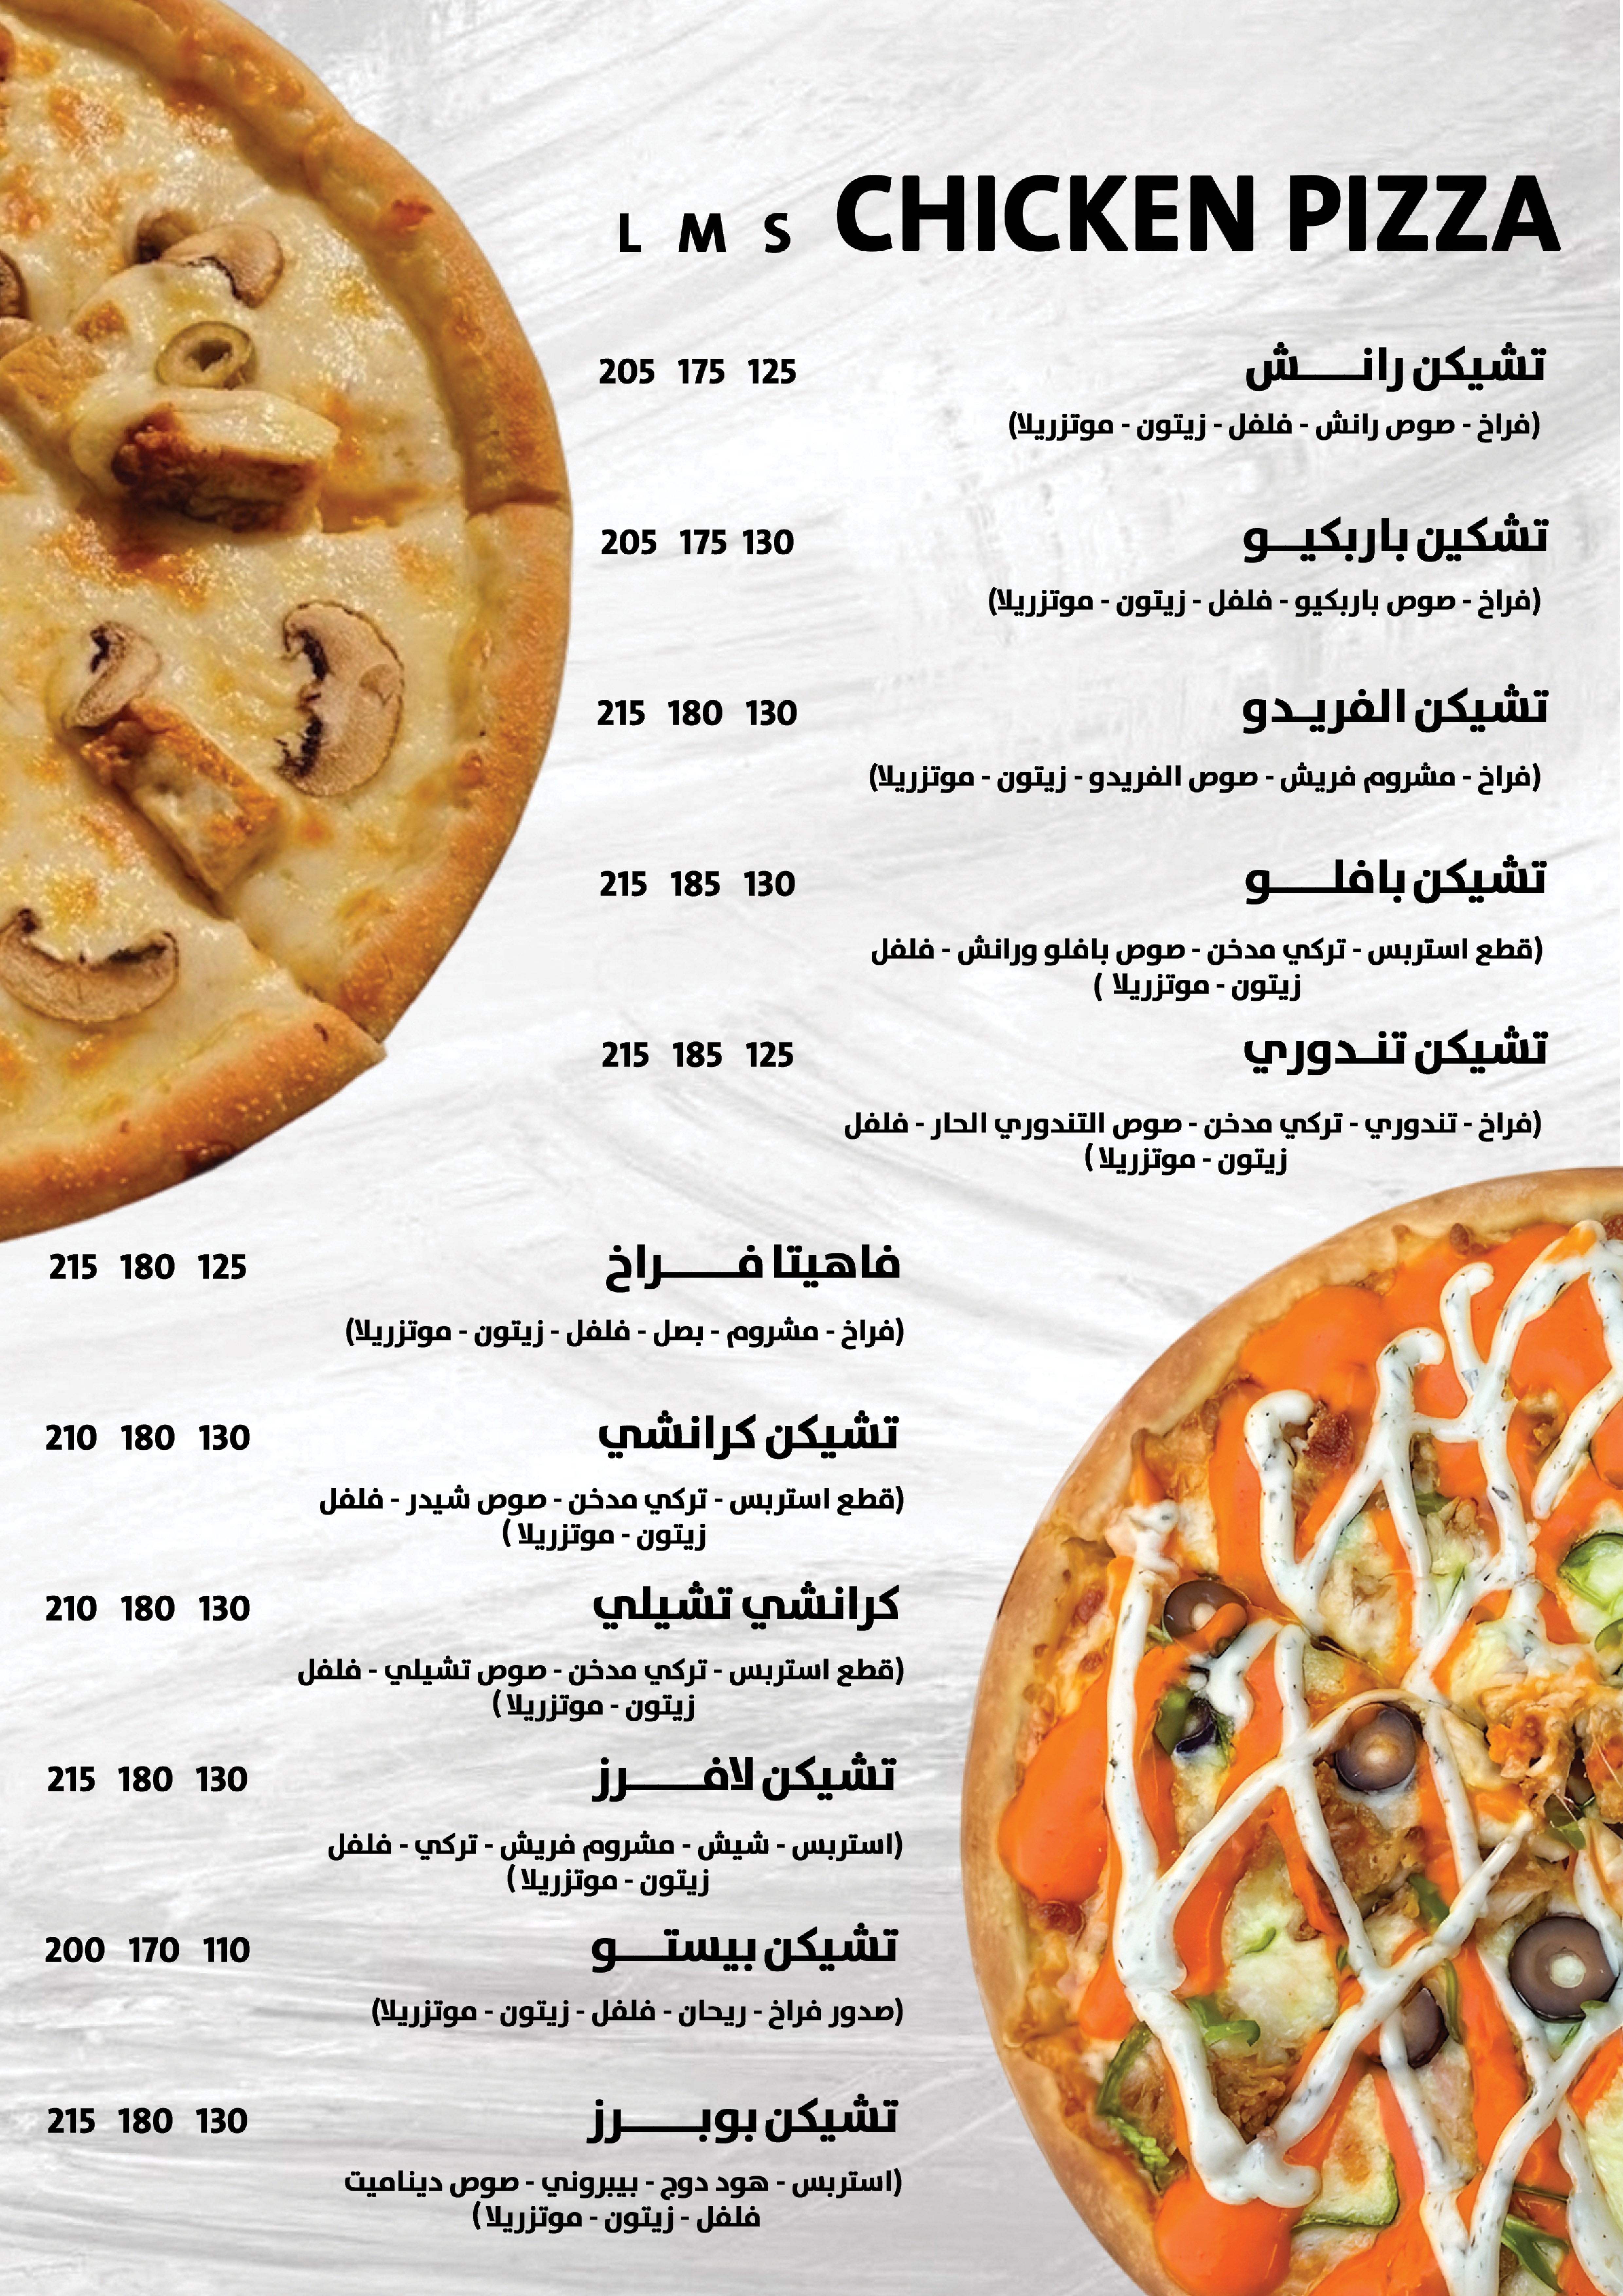 CHICKEN PIZZA S M L
تشيكن رانـــش 125 175 205
(فراخ - صوص رانش - فلفل - زيتون - موتزريلا)
تشكين باربكيـو 130 175 205
(فراخ - صوص باربكيو - فلفل - زيتون - موتزريلا)
تشيكن الفريـدو 130 180 215
(فراخ - مشروم فريش - صوص الفريدو - زيتون - موتزريلا)
تشيكن بافلــو 130 185 215
(قطع استربس - تركي مدخن - صوص بافلو ورانش - فلفل
زيتون - موتزريلا )
تشيكن تنـدوري 125 185 215
(فراخ - تندوري - تركي مدخن - صوص التندوري الحار - فلفل
زيتون - موتزريلا )
فاهيتا فــــراخ 125 180 215
(فراخ - مشروم - بصل - فلفل - زيتون - موتزريلا)
تشيكن كرانشي 130 180 210
(قطع استربس - تركي مدخن - صوص شيدر - فلفل
زيتون - موتزريلا )
كرانشي تشيلي 130 180 210
(قطع استربس - تركي مدخن - صوص تشيلي - فلفل
زيتون - موتزريلا )
تشيكن لافــــرز 130 180 215
(استربس - شيش - مشروم فريش - تركي - فلفل
زيتون - موتزريلا )
تشيكن بيستــو 110 170 200
(صدور فراخ - ريحان - فلفل - زيتون - موتزريلا)
تشيكن بوبــــرز 130 180 215
(استربس - هود دوج - بيبروني - صوص ديناميت
فلفل - زيتون - موتزريلا )